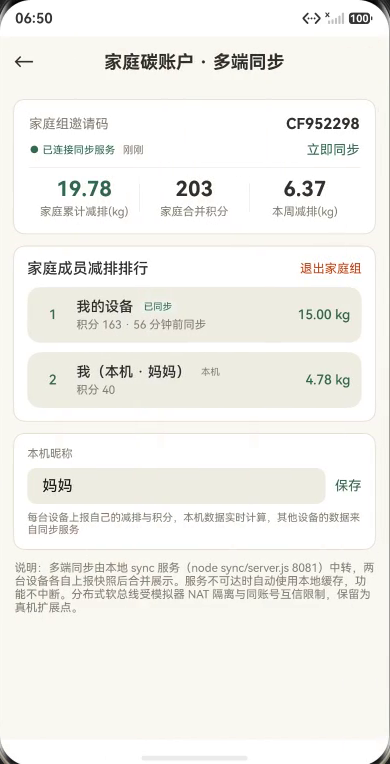 06:50
100
家庭碳账户 · 多端同步
家庭组邀请码
CF952298
已连接同步服务 刚刚
立即同步
19.78
203
6.37
家庭累计减排(kg)
家庭合并积分
本周减排(kg)
家庭成员减排排行
退出家庭组
1
我的设备 已同步
积分 163 · 56 分钟前同步
15.00 kg
2
我（本机 · 妈妈） 本机
积分 40
4.78 kg
本机昵称
妈妈
保存
每台设备上报自己的减排与积分，本机数据实时计算，其他设备的数据来
自同步服务
说明：多端同步由本地 sync 服务（node sync/server.js 8081）中转，两
台设备各自上报快照后合并展示。服务不可达时自动使用本地缓存，功
能不中断。分布式软总线受模拟器 NAT 隔离与同账号互信限制，保留为
真机扩展点。